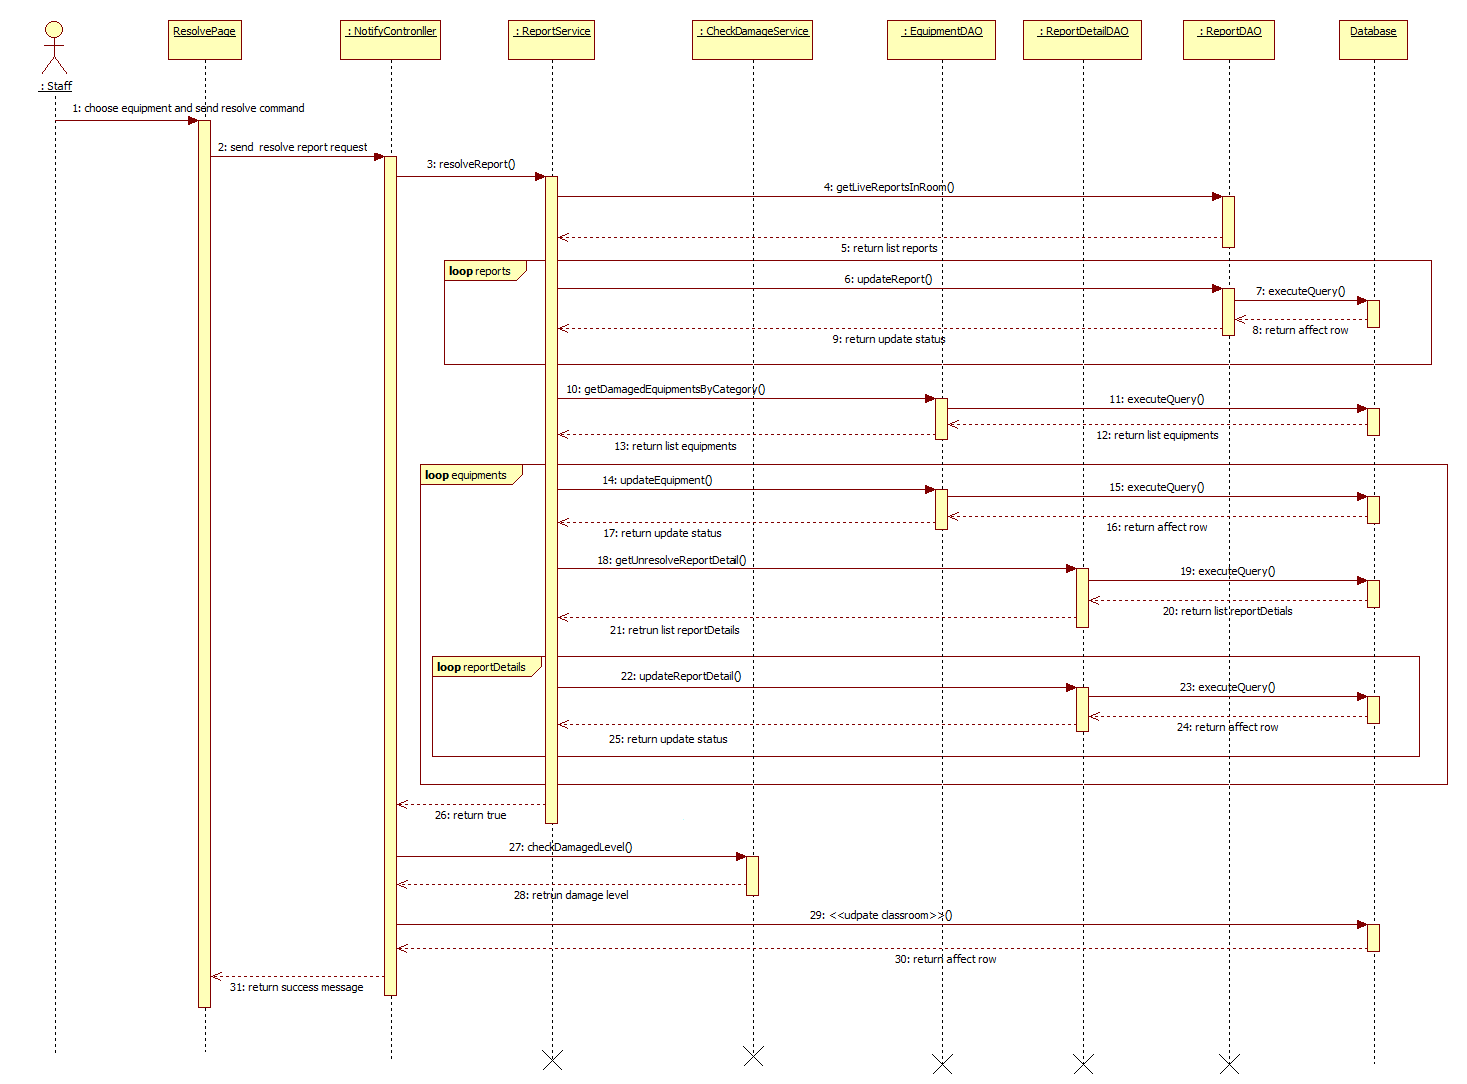 ResolvePage
: NotifyContronller
: ReportService
: CheckDamageService
: EquipmentDAO
: ReportDetailDAO
: ReportDAO
Database
: Staff
1: choose equipment and send resolve command
2: send  resolve report request
3: resolveReport()
4: getLiveReportsInRoom()
5: return list reports
loop reports
6: updateReport()
7: executeQuery()
8: return affect row
9: return update status
10: getDamagedEquipmentsByCategory()
11: executeQuery()
12: return list equipments
13: return list equipments
loop equipments
14: updateEquipment()
15: executeQuery()
16: return affect row
17: return update status
18: getUnresolveReportDetail()
19: executeQuery()
20: return list reportDetials
21: retrun list reportDetails
loop reportDetails
22: updateReportDetail()
23: executeQuery()
24: return affect row
25: return update status
26: return true
27: checkDamagedLevel()
28: retrun damage level
29: <<udpate classroom>>()
30: return affect row
31: return success message